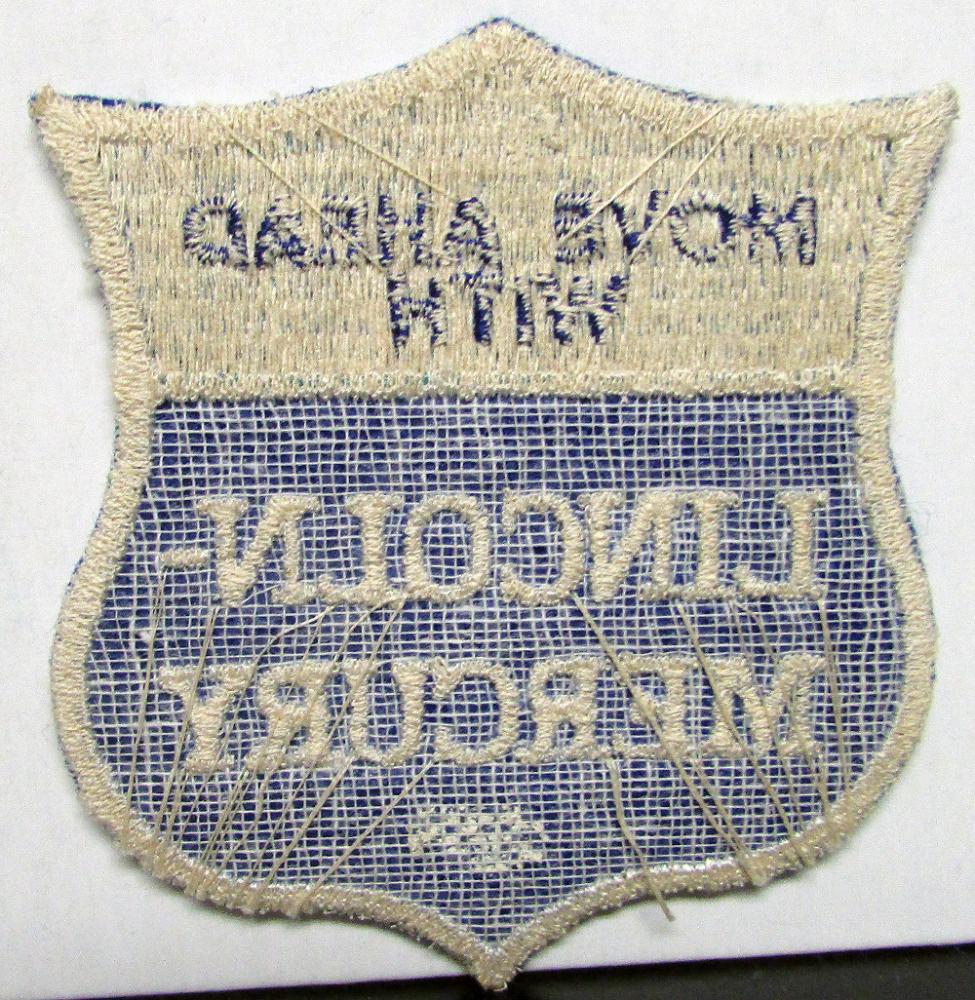 MOVE AHEAD
WITH
LINCOLN-
MERCURY